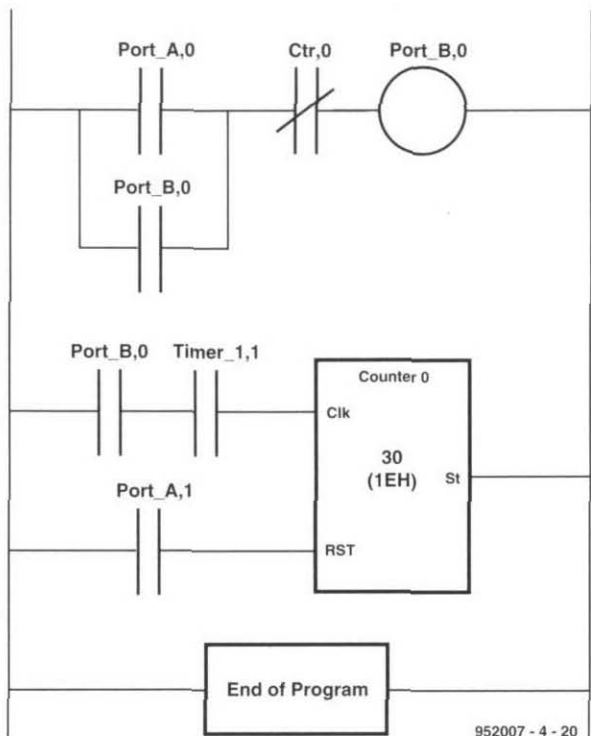 Port_A,0
Ctr,0
Port_B,0
Port_B,0
Port_B,0
Timer_1,1
Counter 0
Clk
30
(1EH)
St
Port_A,1
RST
End of Program
952007 - 4 - 20